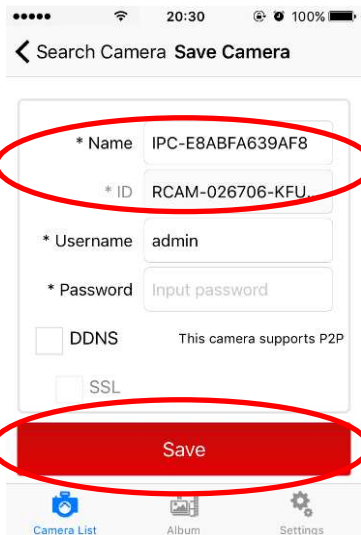 20:30 100%
Search Camera Save Camera
* Name IPC-E8ABFA639AF8
* ID RCAM-026706-KFU...
* Username admin
* Password Input password
DDNS This camera supports P2P
SSL
Save
Camera List Album Settings